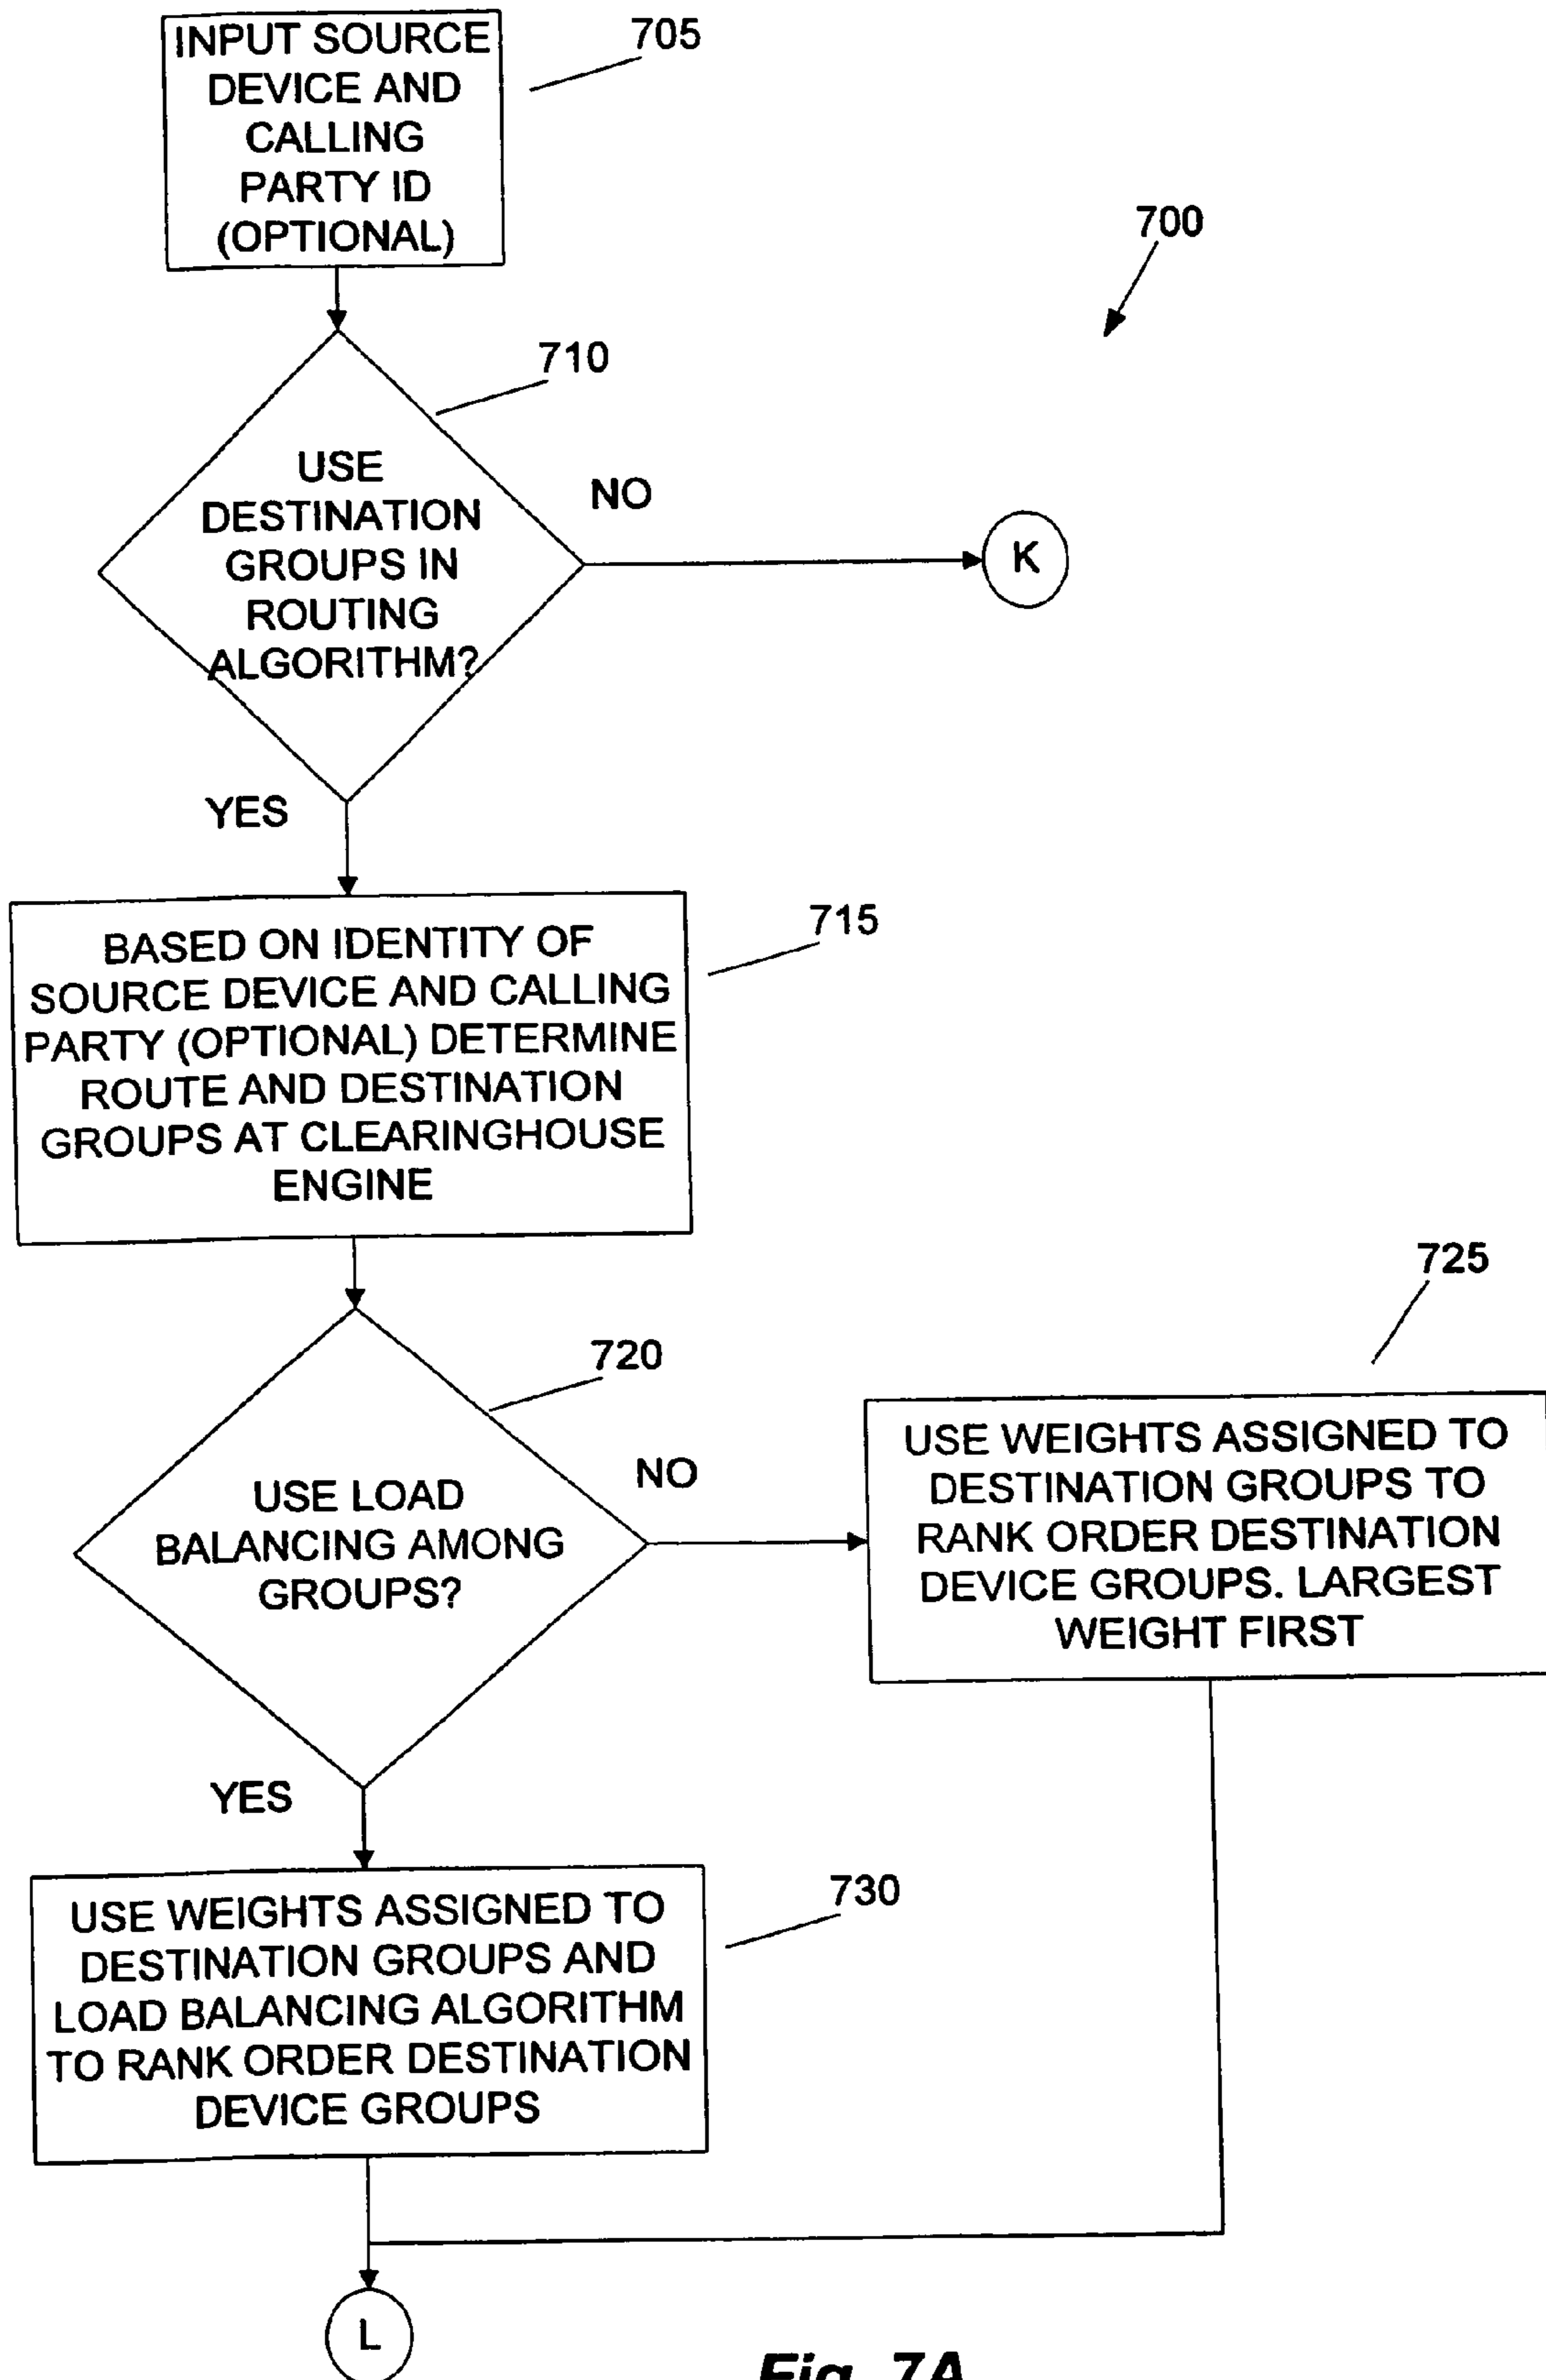 INPUT SOURCE
DEVICE AND
CALLING
PARTY ID
(OPTIONAL)
705
700
710
USE
DESTINATION
GROUPS IN
ROUTING
ALGORITHM?
NO
K
YES
715
BASED ON IDENTITY OF
SOURCE DEVICE AND CALLING
PARTY (OPTIONAL) DETERMINE
ROUTE AND DESTINATION
GROUPS AT CLEARINGHOUSE
ENGINE
720
USE LOAD
BALANCING AMONG
GROUPS?
NO
725
USE WEIGHTS ASSIGNED TO
DESTINATION GROUPS TO
RANK ORDER DESTINATION
DEVICE GROUPS. LARGEST
WEIGHT FIRST
YES
730
USE WEIGHTS ASSIGNED TO
DESTINATION GROUPS AND
LOAD BALANCING ALGORITHM
TO RANK ORDER DESTINATION
DEVICE GROUPS
L
Fig. 7A